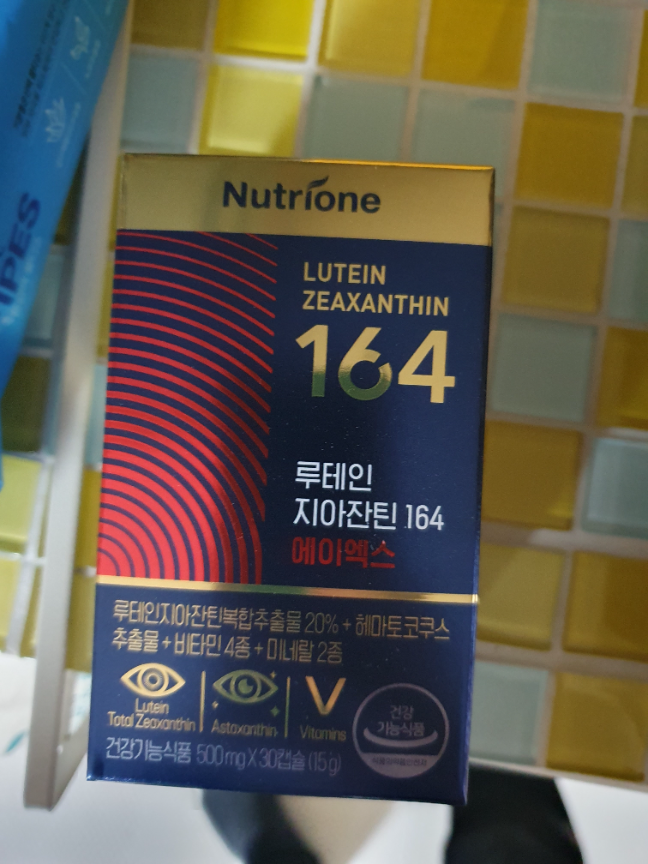 IPES
Nutrione
LUTEIN
ZEAXANTHIN
164
루테인
지아잔틴 164
에이엑스
루테인지아잔틴복합추출물 20% + 헤마토코쿠스
추출물 + 비타민 4종 + 미네랄 2종
Lutein
Total Zeaxanthin
Astaxanthin
Vitamins
건강
기능식품
건강기능식품 500mg X 30캡슐 (15g)